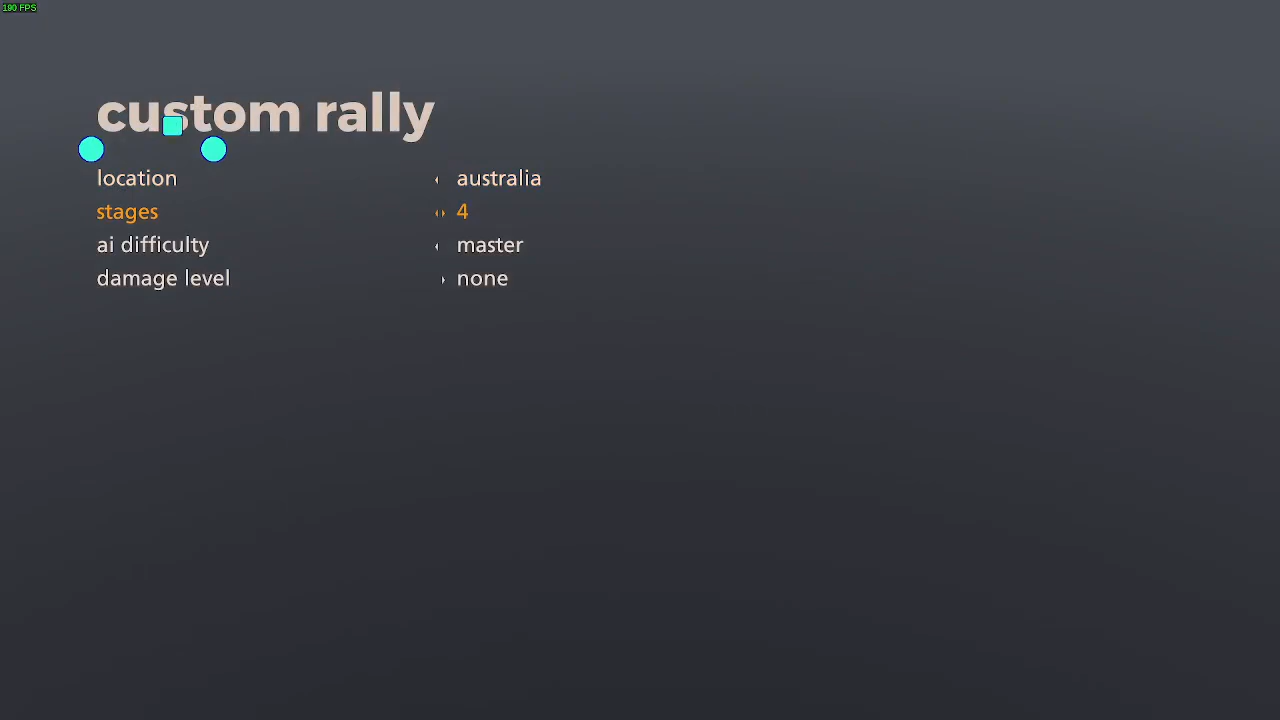 190 FPS
custom rally
location australia
stages 4
ai difficulty master
damage level none